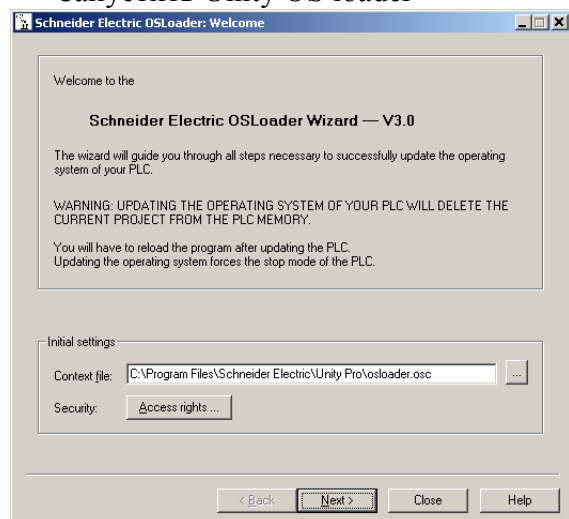 Unity OS loader
Schneider Electric OSLoader: Welcome
Welcome to the
Schneider Electric OSLoader Wizard — V3.0
The wizard will guide you through all steps necessary to successfully update the operating
system of your PLC.
WARNING: UPDATING THE OPERATING SYSTEM OF YOUR PLC WILL DELETE THE
CURRENT PROJECT FROM THE PLC MEMORY.
You will have to reload the program after updating the PLC.
Updating the operating system forces the stop mode of the PLC.
Initial settings
Context file: C:\Program Files\Schneider Electric\Unity Pro\osloader.osc ...
Security: Access rights ...
< Back Next > Close Help